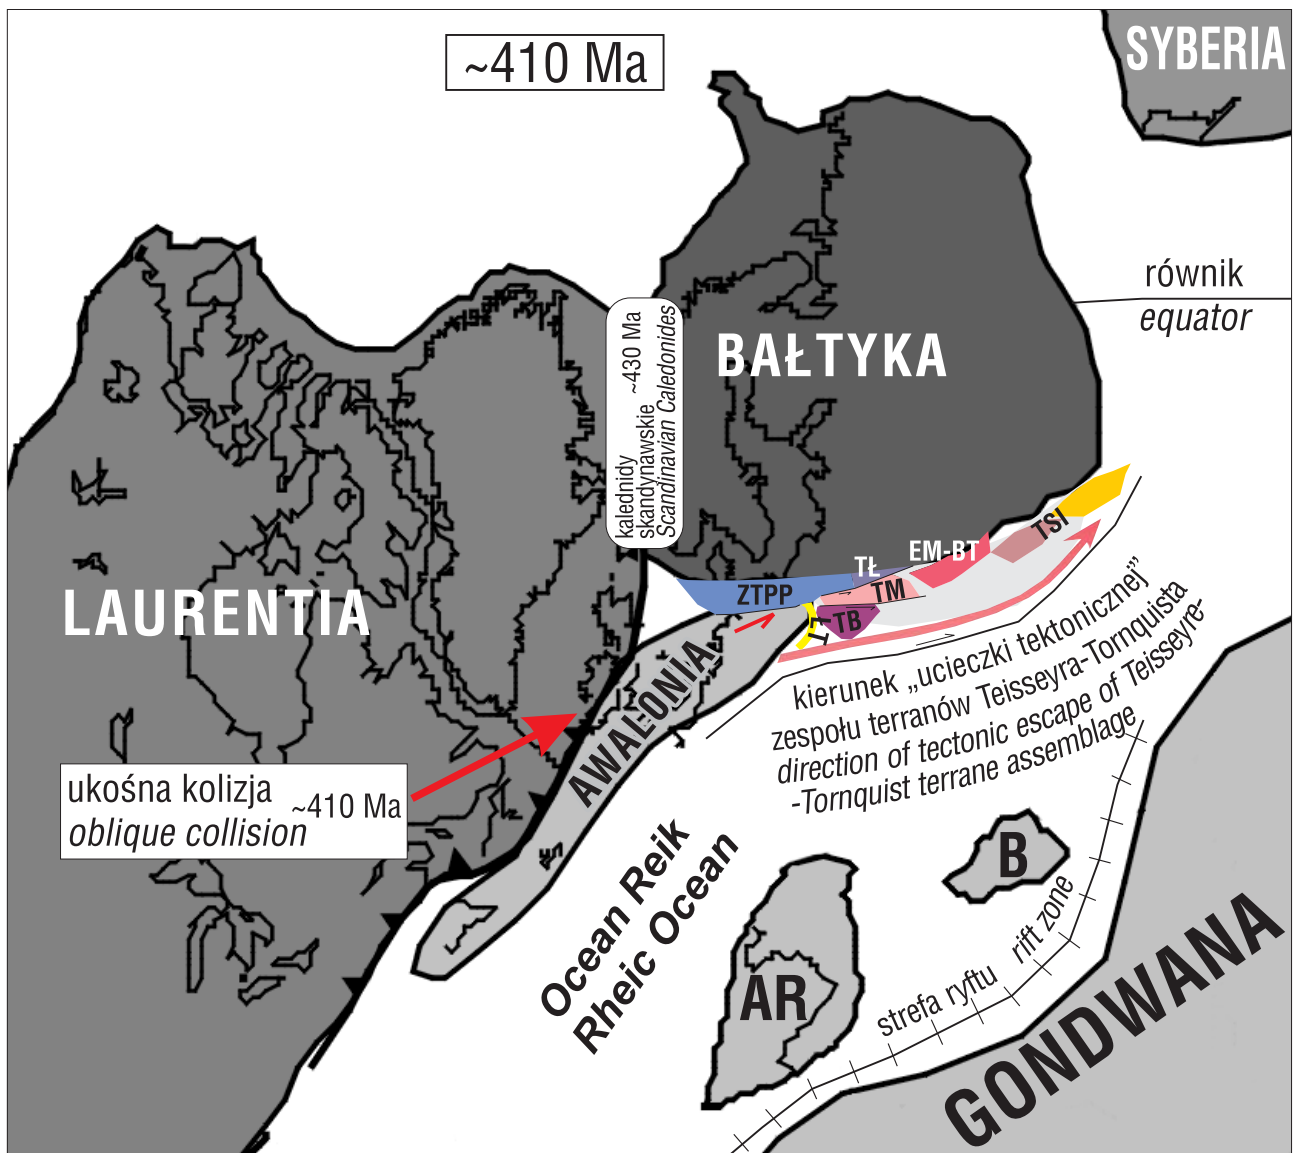 ~410 Ma
SYBERIA
równik
equator
BAŁTYKA
kalednidy
skandynawskie ~430 Ma
Scandinavian Caledonides
LAURENTIA
TSI
EM-BT
TŁ
ZTPP
TM
TB
ŁT
AWALONIA
kierunek „ucieczki tektonicznej”
zespołu terranów Teisseyra-Tornquista
direction of tectonic escape of Teisseyre-
-Tornquist terrane assemblage
ukośna kolizja ~410 Ma
oblique collision
Ocean Reik
Rheic Ocean
B
AR
strefa ryftu rift zone
GONDWANA